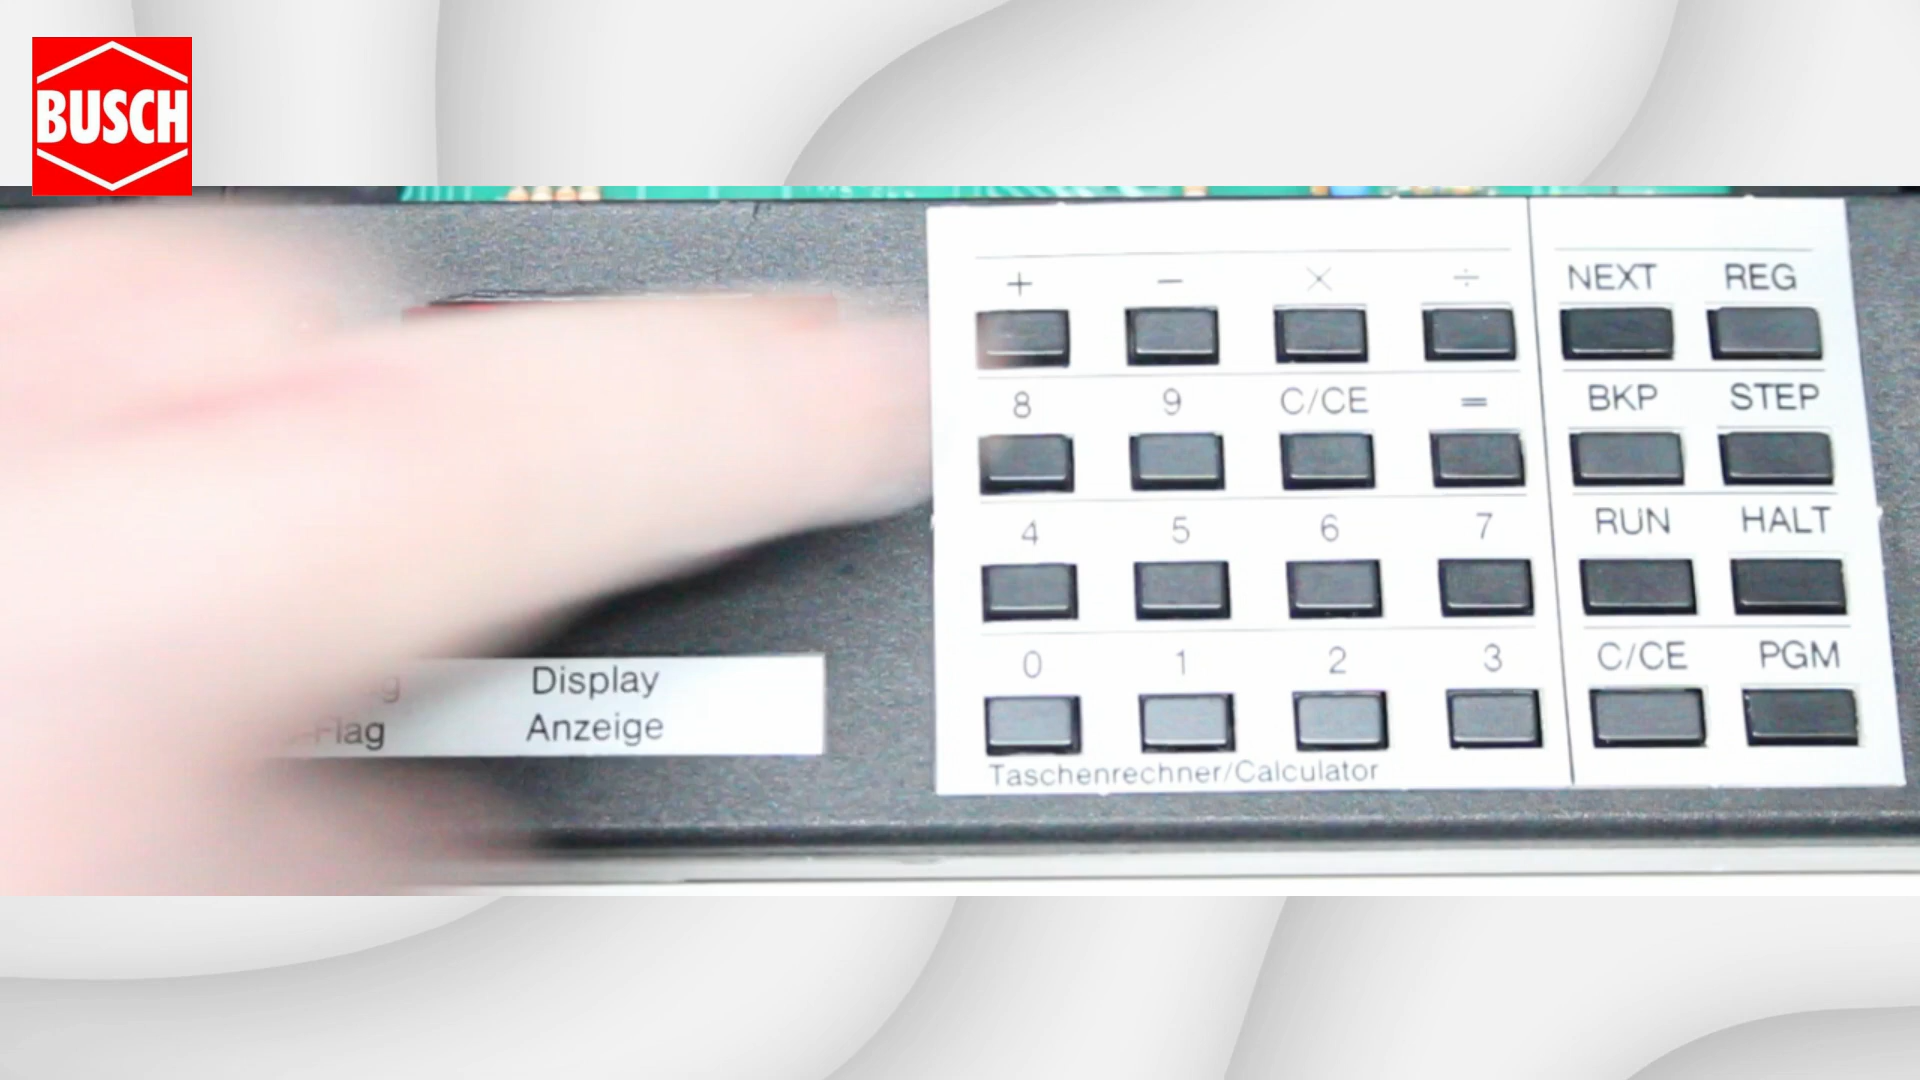 BUSCH
+ − × ÷ NEXT REG
8 9 C/CE = BKP STEP
4 5 6 7 RUN HALT
0 1 2 3 C/CE PGM
Taschenrechner/Calculator
Display
-Flag Anzeige